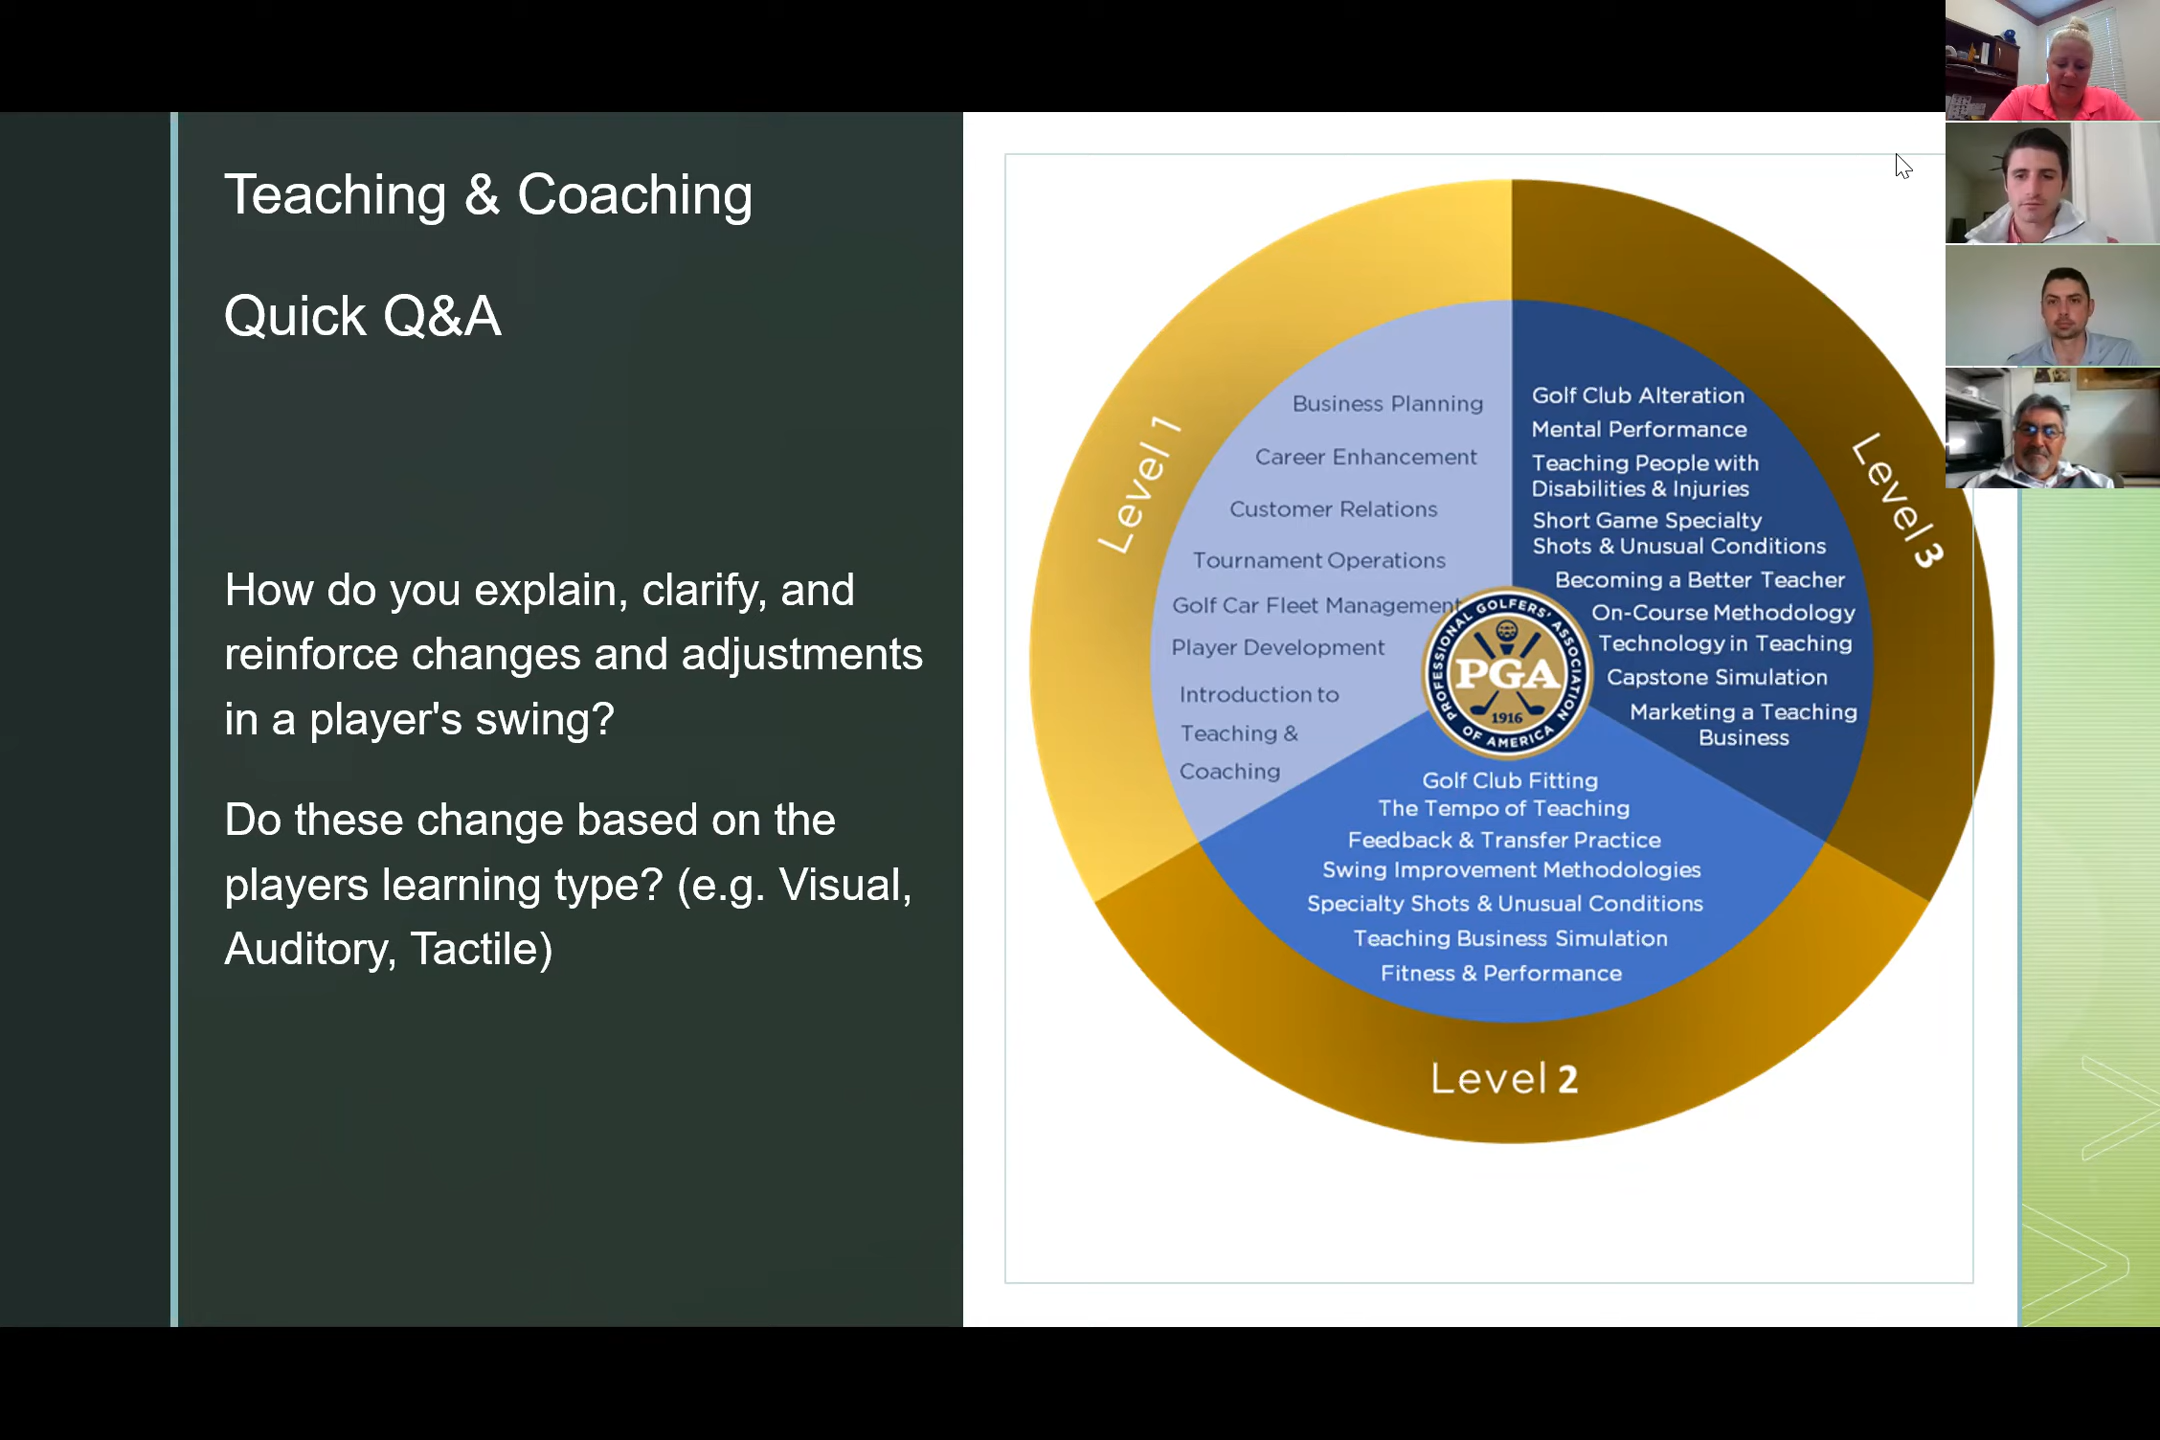 Teaching & Coaching
Quick Q&A
How do you explain, clarify, and
reinforce changes and adjustments
in a player's swing?
Do these change based on the
players learning type? (e.g. Visual,
Auditory, Tactile)
Level 1
Business Planning
Career Enhancement
Customer Relations
Tournament Operations
Golf Car Fleet Management
Player Development
Introduction to
Teaching &
Coaching
Level 3
Golf Club Alteration
Mental Performance
Teaching People with
Disabilities & Injuries
Short Game Specialty
Shots & Unusual Conditions
Becoming a Better Teacher
On-Course Methodology
Technology in Teaching
Capstone Simulation
Marketing a Teaching
Business
PROFESSIONAL GOLFERS' ASSOCIATION
PGA
1916
OF AMERICA
Golf Club Fitting
The Tempo of Teaching
Feedback & Transfer Practice
Swing Improvement Methodologies
Specialty Shots & Unusual Conditions
Teaching Business Simulation
Fitness & Performance
Level 2